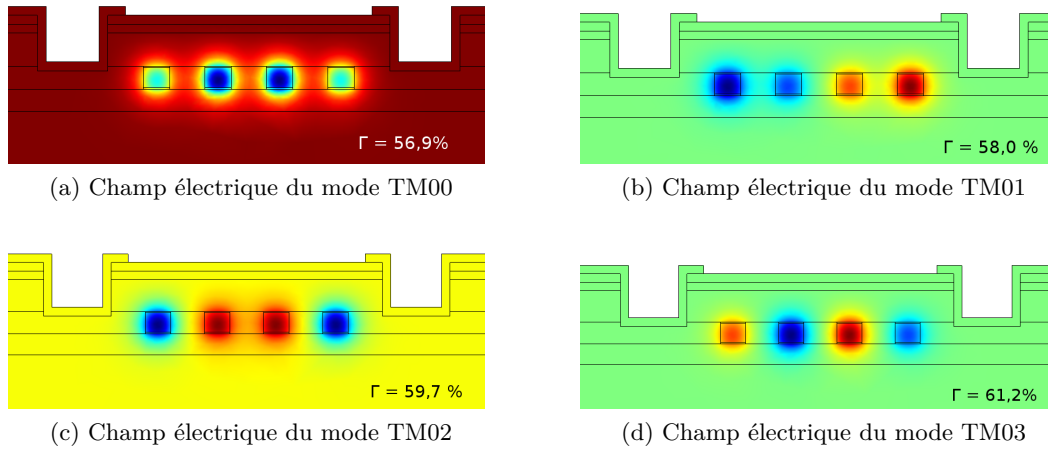 Γ = 56,9%
Γ = 58,0 %
(a) Champ électrique du mode TM00
(b) Champ électrique du mode TM01
Γ = 59,7 %
Γ = 61,2%
(c) Champ électrique du mode TM02
(d) Champ électrique du mode TM03